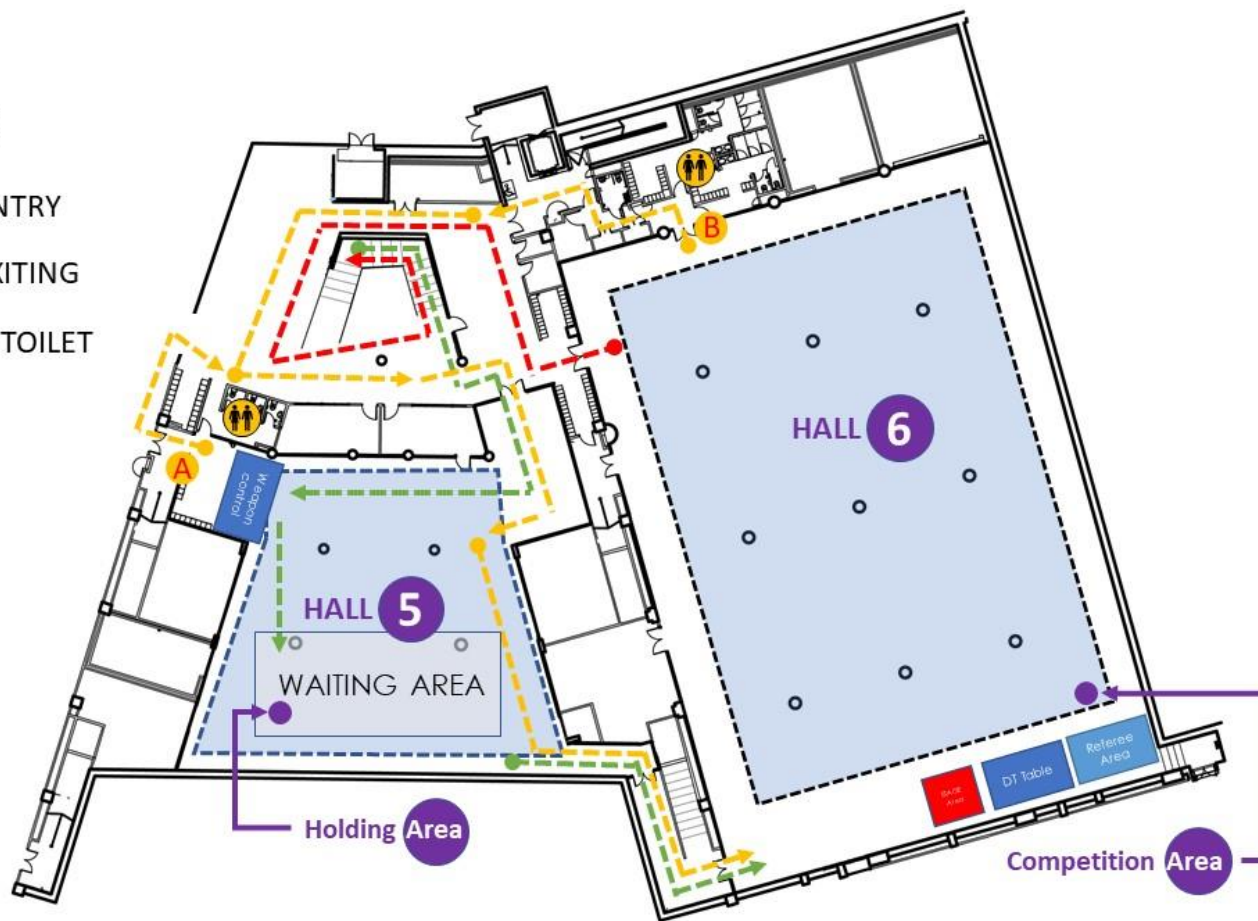 NTRY
XITING
TOILET
B
A
Weapon
control
HALL 6
HALL 5
WAITING AREA
Holding Area
Referee
Area
DT Table
Area
Competition Area